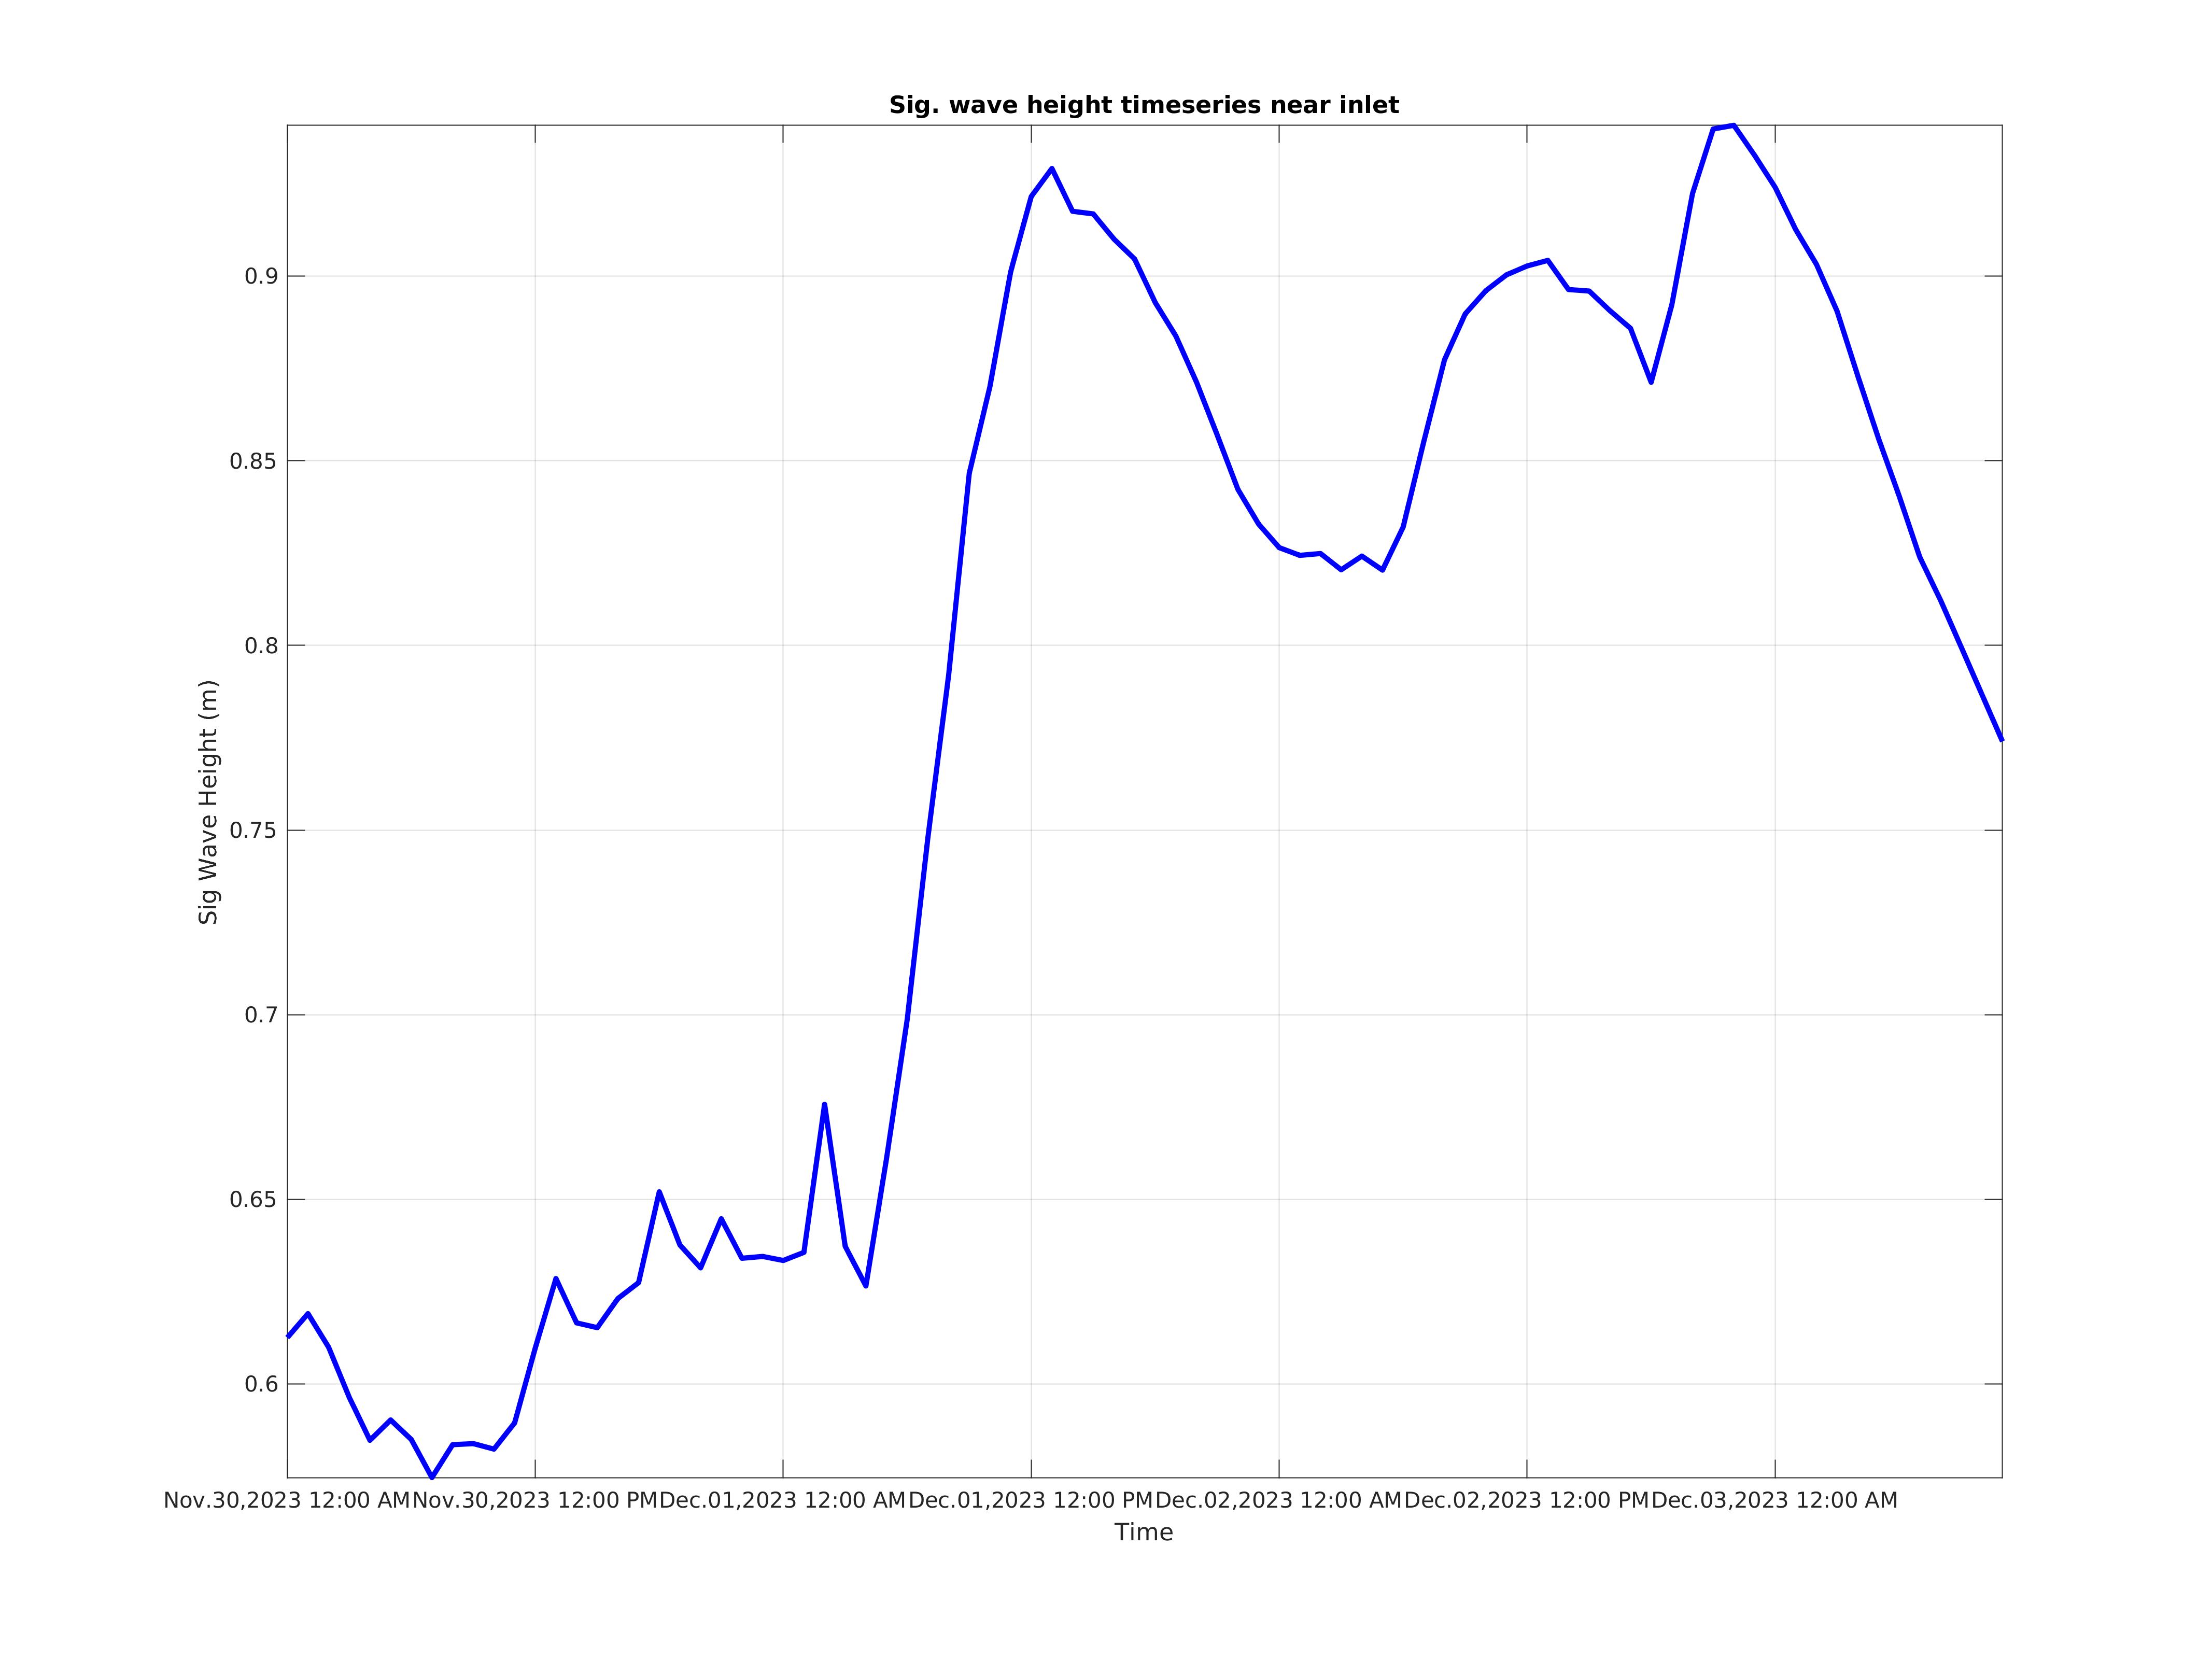 Sig. wave height timeseries near inlet
0.9
0.85
0.8
0.75
0.7
0.65
0.6
Sig Wave Height (m)
Nov.30,2023 12:00 AM Nov.30,2023 12:00 PM Dec.01,2023 12:00 AM Dec.01,2023 12:00 PM Dec.02,2023 12:00 AM Dec.02,2023 12:00 PM Dec.03,2023 12:00 AM
Time